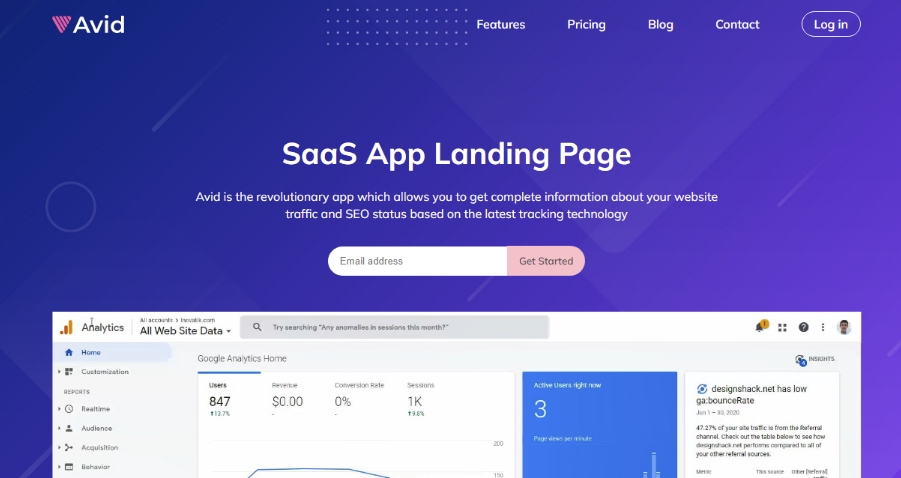 Avid
Features Pricing Blog Contact Log in
SaaS App Landing Page
Avid is the revolutionary app which allows you to get complete information about your website
traffic and SEO status based on the latest tracking technology
Email address Get Started
Analytics
All accounts > Inovatik.com
All Web Site Data
Try searching "Any anomalies in sessions this month?"
1
Home
Customization
REPORTS
Realtime
Audience
Acquisition
Behavior
Google Analytics Home
INSIGHTS
Users Revenue Conversion Rate Sessions
847 $0.00 0% 1K
↑13.7% - - ↑9.8%
200
150
Active Users right now
3
Page views per minute
designshack.net has low
ga:bounceRate
Jun 1 – 30, 2020
47.27% of your site traffic is from the Referral
channel. Check out the table below to see how
designshack.net performs compared to all of
your other referral sources.
Metric This source Other [Referral]